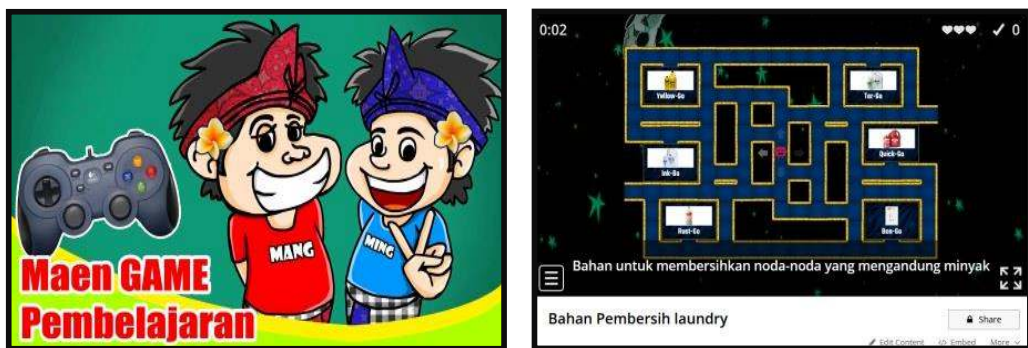 MANG
MING
Maen GAME
Pembelajaran
0:02
✓ 0
Yellow-Go
Tar-Go
Quick-Go
Ink-Go
Rust-Go
Bon-Go
Bahan untuk membersihkan noda-noda yang mengandung minyak
Bahan Pembersih laundry
Share
Edit Content
Embed
More